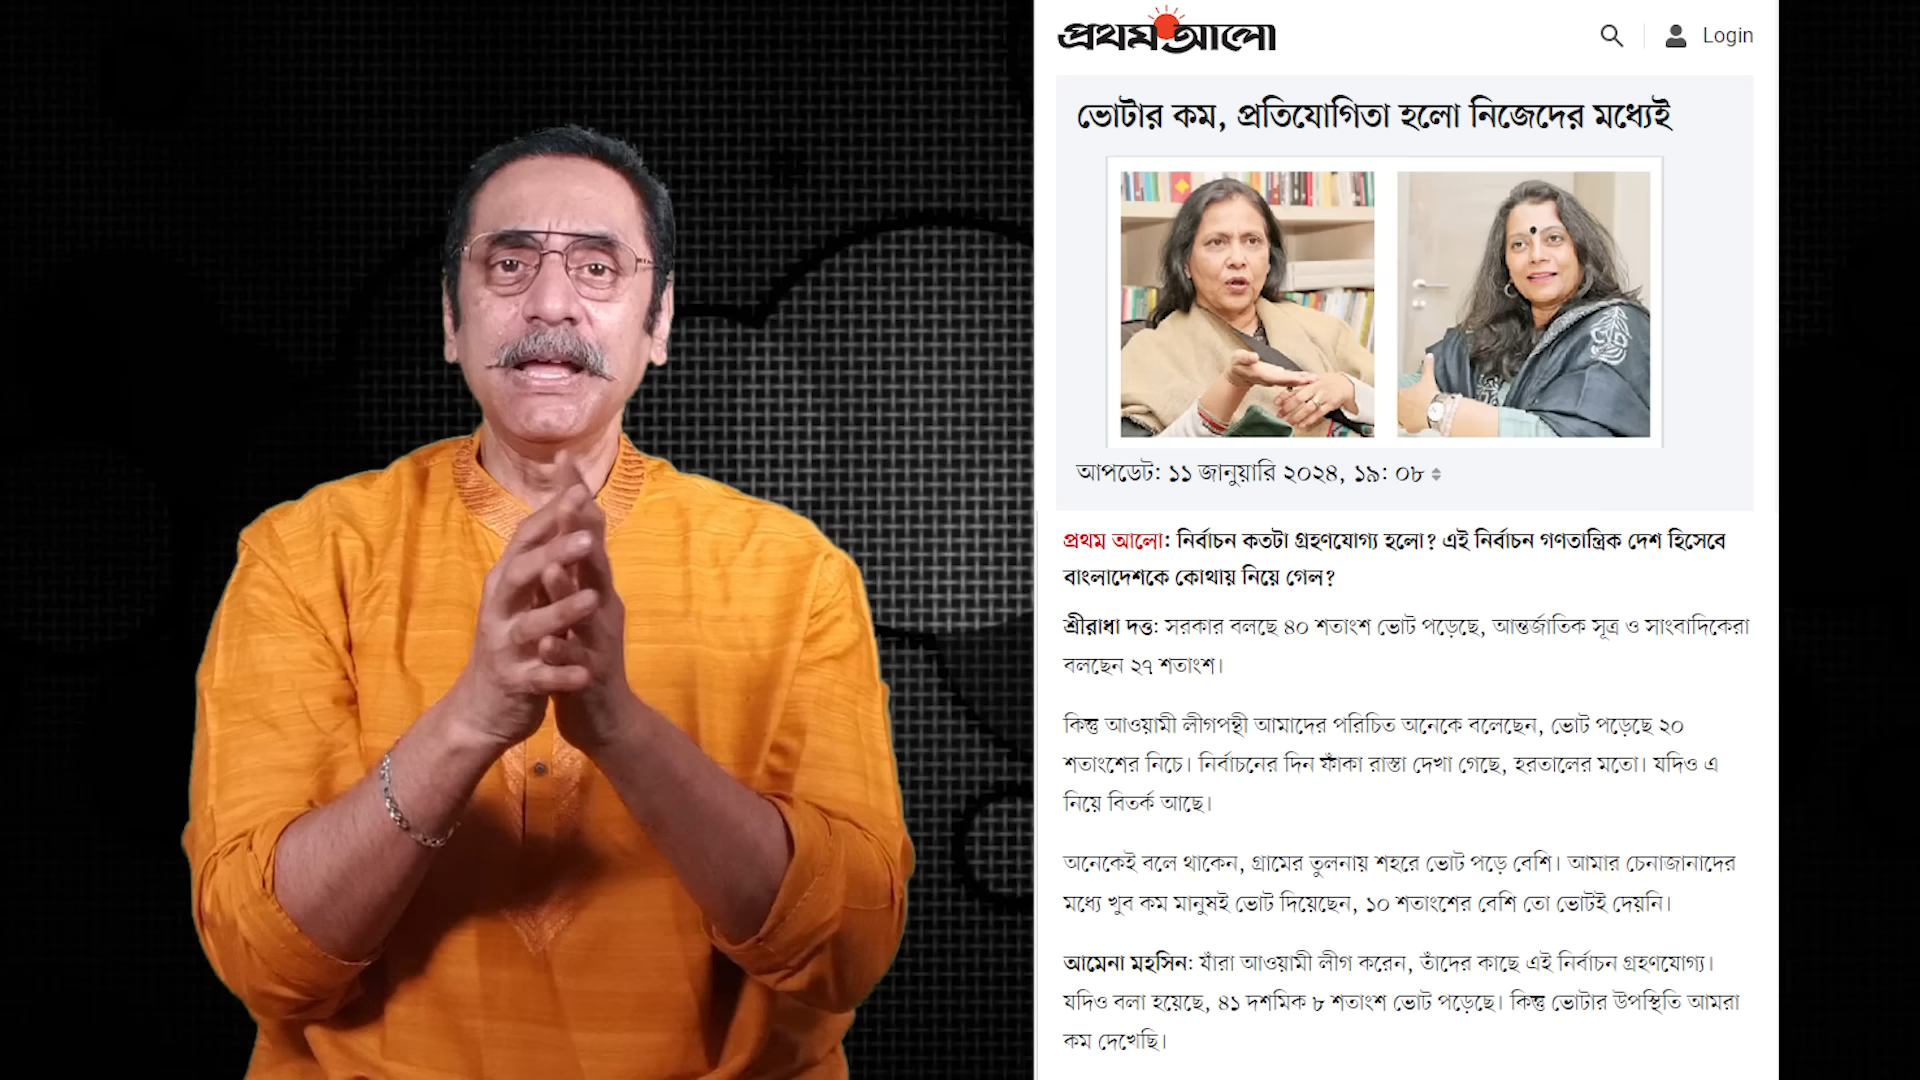 প্রথম আলো
Login
ভোটার কম, প্রতিযোগিতা হলো নিজেদের মধ্যেই
আপডেট: ১১ জানুয়ারি ২০২৪, ১৯: ০৮
প্রথম আলো: নির্বাচন কতটা গ্রহণযোগ্য হলো? এই নির্বাচন গণতান্ত্রিক দেশ হিসেবে
বাংলাদেশকে কোথায় নিয়ে গেল?
শ্রীরাধা দত্ত: সরকার বলছে ৪০ শতাংশ ভোট পড়েছে, আন্তর্জাতিক সূত্র ও সাংবাদিকেরা
বলছেন ২৭ শতাংশ।
কিন্তু আওয়ামী লীগপন্থী আমাদের পরিচিত অনেকে বলেছেন, ভোট পড়েছে ২০
শতাংশের নিচে। নির্বাচনের দিন ফাঁকা রাস্তা দেখা গেছে, হরতালের মতো। যদিও এ
নিয়ে বিতর্ক আছে।
অনেকেই বলে থাকেন, গ্রামের তুলনায় শহরে ভোট পড়ে বেশি। আমার চেনাজানাদের
মধ্যে খুব কম মানুষই ভোট দিয়েছেন, ১০ শতাংশের বেশি তো ভোটই দেয়নি।
আমেনা মহসিন: যাঁরা আওয়ামী লীগ করেন, তাঁদের কাছে এই নির্বাচন গ্রহণযোগ্য।
যদিও বলা হয়েছে, ৪১ দশমিক ৮ শতাংশ ভোট পড়েছে। কিন্তু ভোটার উপস্থিতি আমরা
কম দেখেছি।